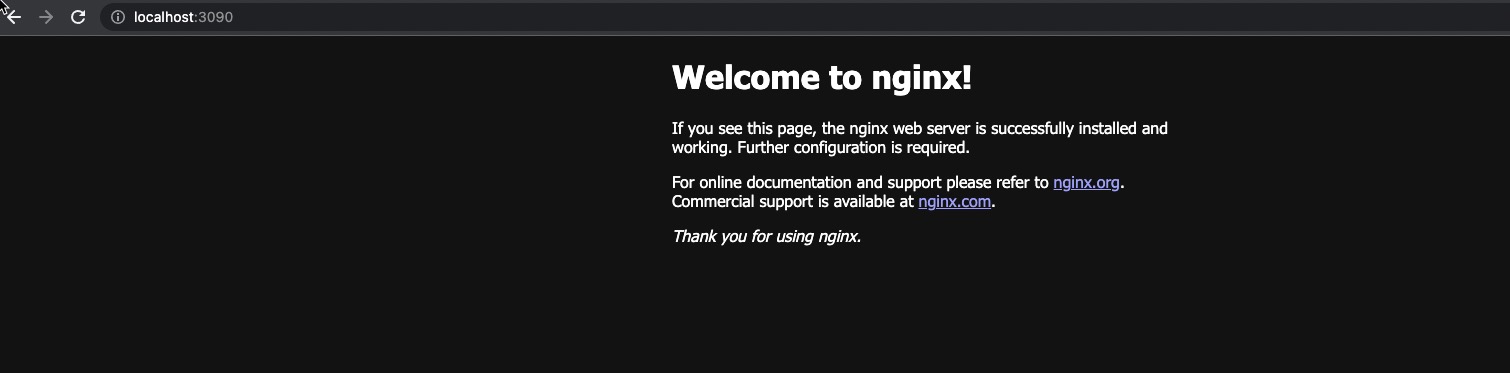 localhost:3090
Welcome to nginx!
If you see this page, the nginx web server is successfully installed and
working. Further configuration is required.
For online documentation and support please refer to nginx.org.
Commercial support is available at nginx.com.
Thank you for using nginx.